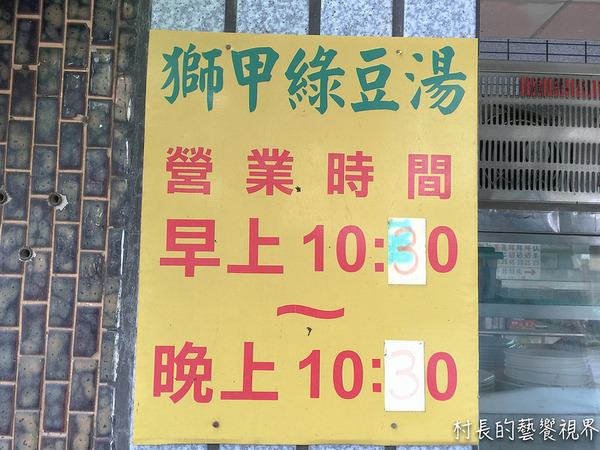 獅甲綠豆湯
營業時間
早上10:30
～
晚上10:30
村長的藝饗視界